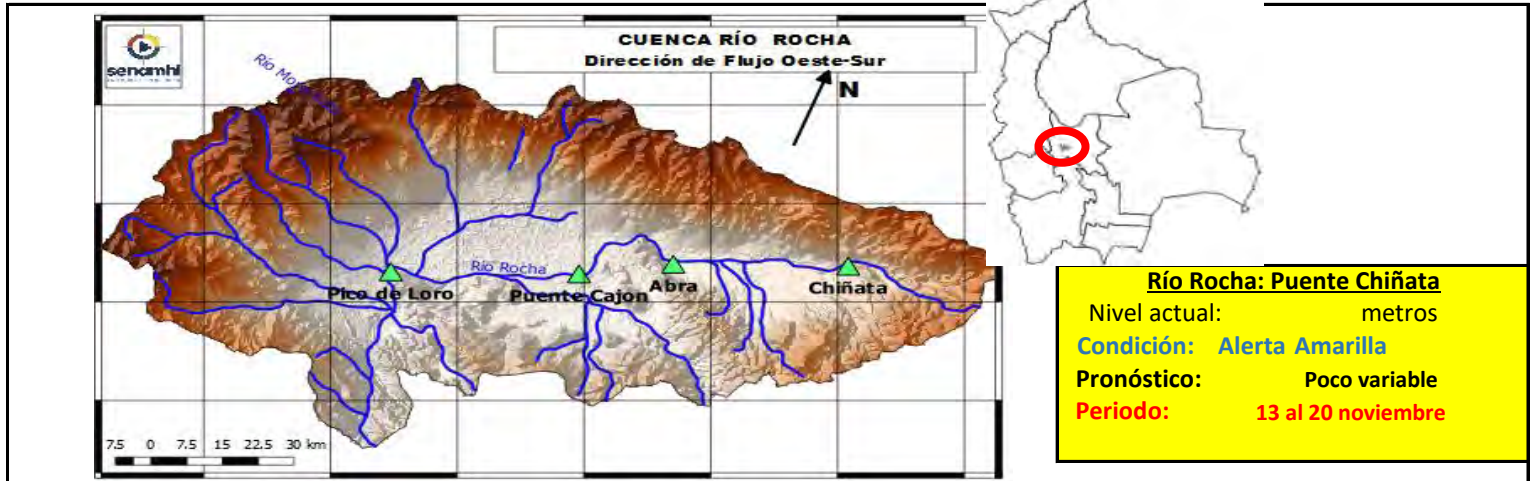 senamhi
CUENCA RÍO ROCHA
Dirección de Flujo Oeste-Sur
N
Río
Río Rocha
Pico de Loro
Puente Cajon
Abra
Chiñata
7.5 0 7.5 15 22.5 30 km
Río Rocha: Puente Chiñata
Nivel actual: metros
Condición: Alerta Amarilla
Pronóstico: Poco variable
Periodo: 13 al 20 noviembre